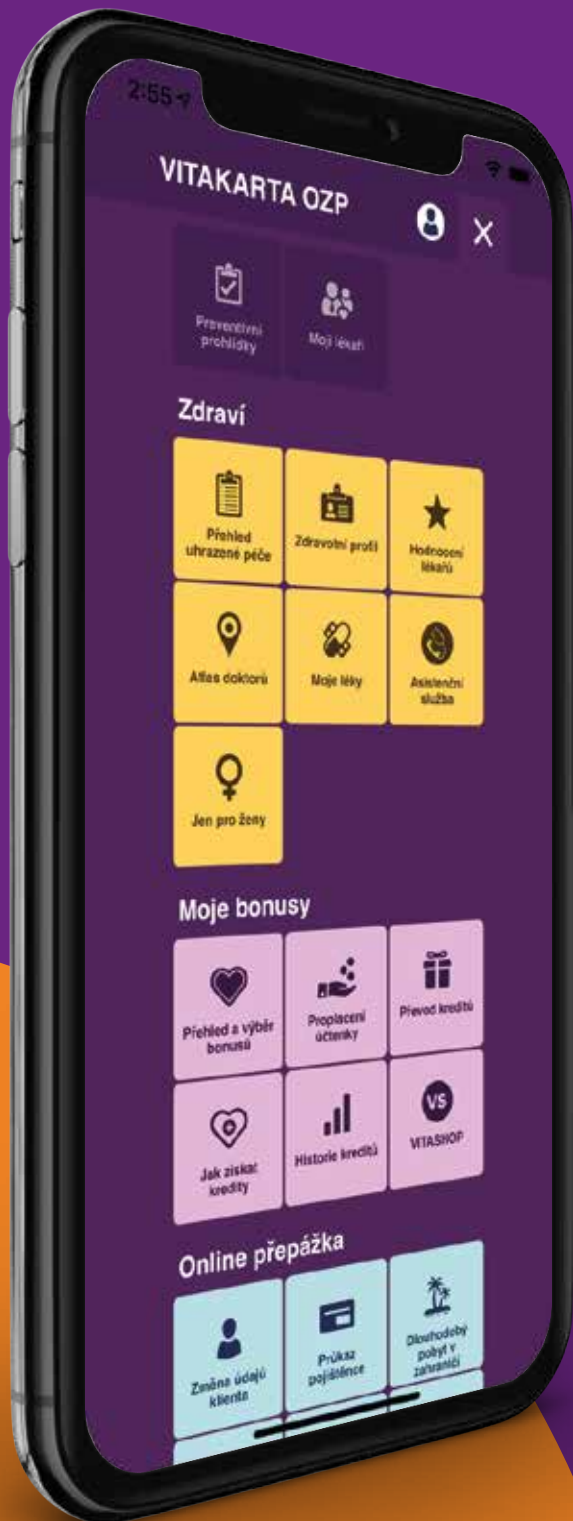 2:55
VITAKARTA OZP
Preventivní
prohlídky
Moji lékaři
Zdraví
Přehled
uhrazené péče
Zdravotní profil
Hodnocení
lékařů
Atlas doktorů
Moje léky
Asistenční
služba
Jen pro ženy
Moje bonusy
Přehled a výběr
bonusů
Proplacení
účtenky
Převod kreditů
Jak získat
kredity
Historie kreditů
VS
VITASHOP
Online přepážka
Změna údajů
klienta
Průkaz
pojištěnce
Dlouhodobý
pobyt v
zahraničí